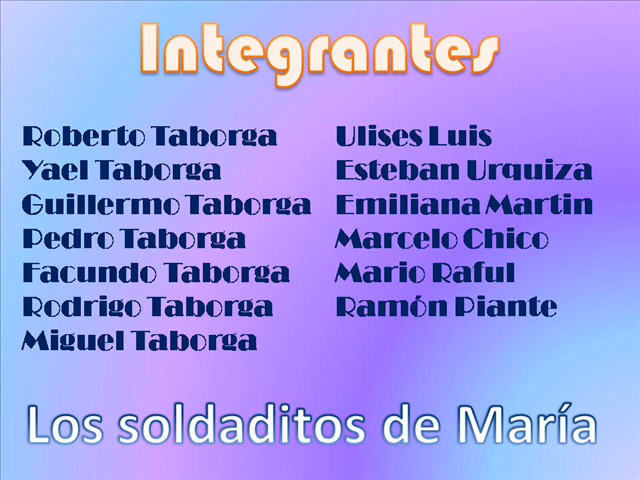 Integrantes
Roberto Taborga
Yael Taborga
Guillermo Taborga
Pedro Taborga
Facundo Taborga
Rodrigo Taborga
Miguel Taborga
Ulises Luis
Esteban Urquiza
Emiliana Martin
Marcelo Chico
Mario Raful
Ramón Piante
Los soldaditos de María